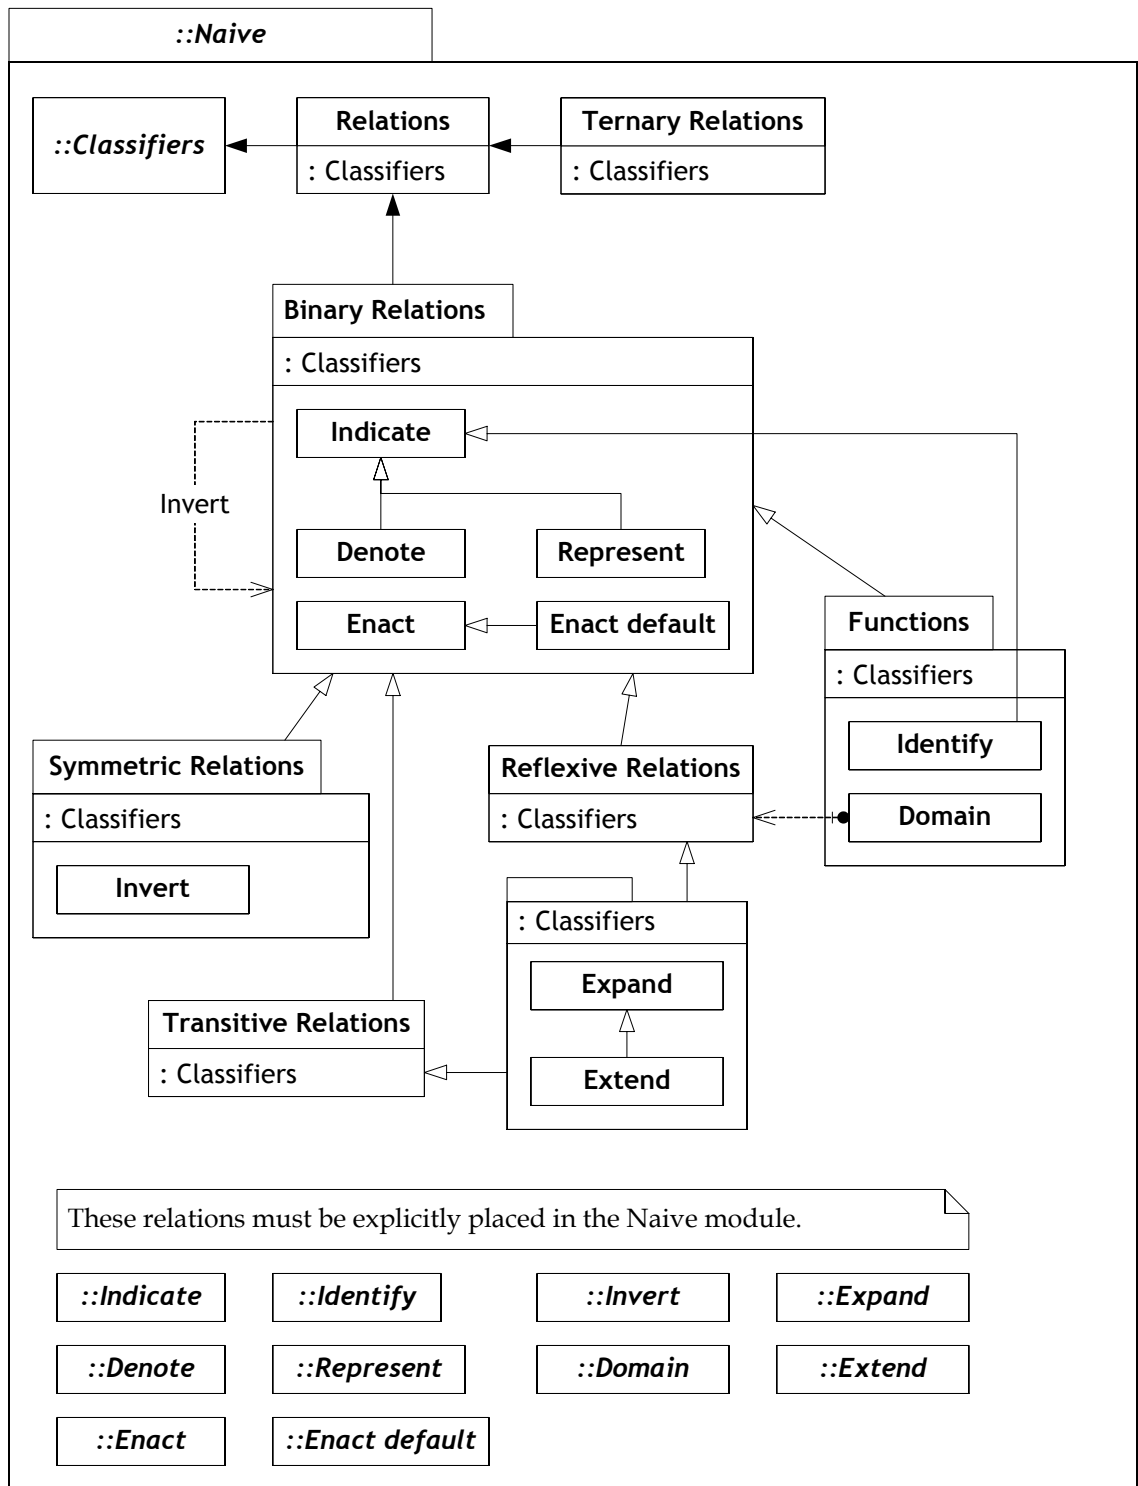 ::Naive
::Classifiers
Relations
: Classifiers
Ternary Relations
: Classifiers
Binary Relations
: Classifiers
Indicate
Invert
Denote
Represent
Enact
Enact default
Functions
: Classifiers
Identify
Domain
Symmetric Relations
: Classifiers
Invert
Reflexive Relations
: Classifiers
: Classifiers
Expand
Extend
Transitive Relations
: Classifiers
These relations must be explicitly placed in the Naive module.
::Indicate
::Identify
::Invert
::Expand
::Denote
::Represent
::Domain
::Extend
::Enact
::Enact default